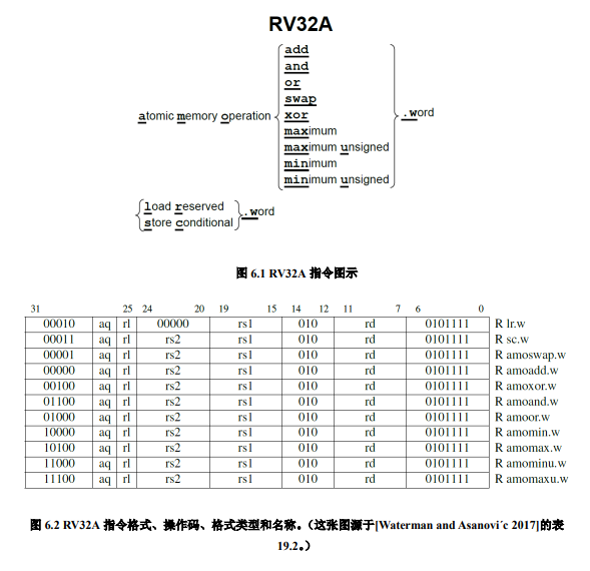 RV32A
add
and
or
swap
atomic memory operation xor .word
maximum
maximum unsigned
minimum
minimum unsigned
load reserved
store conditional .word
图 6.1 RV32A 指令图示
31 25 24 20 19 15 14 12 11 7 6 0
00010 aq rl 00000 rs1 010 rd 0101111 R lr.w
00011 aq rl rs2 rs1 010 rd 0101111 R sc.w
00001 aq rl rs2 rs1 010 rd 0101111 R amoswap.w
00000 aq rl rs2 rs1 010 rd 0101111 R amoadd.w
00100 aq rl rs2 rs1 010 rd 0101111 R amoxor.w
01100 aq rl rs2 rs1 010 rd 0101111 R amoand.w
01000 aq rl rs2 rs1 010 rd 0101111 R amoor.w
10000 aq rl rs2 rs1 010 rd 0101111 R amomin.w
10100 aq rl rs2 rs1 010 rd 0101111 R amomax.w
11000 aq rl rs2 rs1 010 rd 0101111 R amominu.w
11100 aq rl rs2 rs1 010 rd 0101111 R amomaxu.w
图 6.2 RV32A 指令格式、操作码、格式类型和名称。（这张图源于[Waterman and Asanovi´c 2017]的表
19.2。）